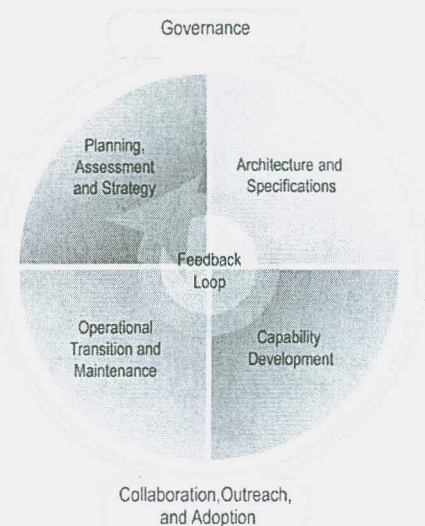 Governance
Planning,
Assessment
and Strategy
Architecture and
Specifications
Feedback
Loop
Operational
Transition and
Maintenance
Capability
Development
Collaboration,Outreach,
and Adoption